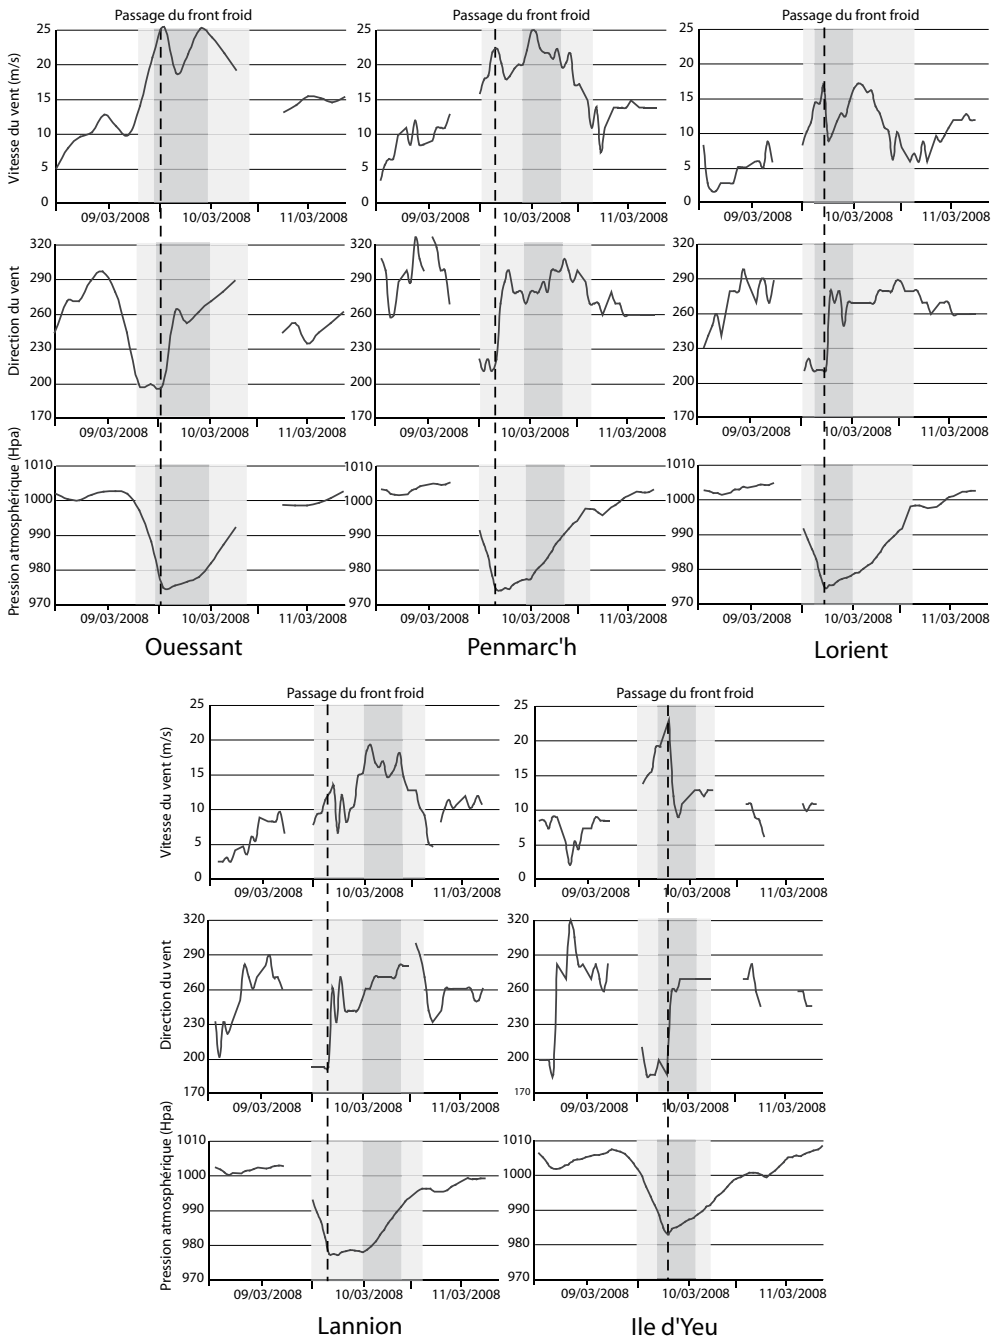 Passage du front froid Passage du front froid Passage du front froid
Vitesse du vent (m/s)
25 25 25
20 20 20
15 15 15
10 10 10
5 5 5
0 0 0
09/03/2008 10/03/2008 11/03/2008 09/03/2008 10/03/2008 11/03/2008 09/03/2008 10/03/2008 11/03/2008
Direction du vent
320 320 320
290 290 290
260 260 260
230 230 230
200 200 200
170 170 170
09/03/2008 10/03/2008 11/03/2008 09/03/2008 10/03/2008 11/03/2008 09/03/2008 10/03/2008 11/03/2008
Pression atmosphérique (Hpa)
1010 1010 1010
1000 1000 1000
990 990 990
980 980 980
970 970 970
09/03/2008 10/03/2008 11/03/2008 09/03/2008 10/03/2008 11/03/2008 09/03/2008 10/03/2008 11/03/2008
Ouessant Penmarc'h Lorient
Passage du front froid Passage du front froid
Vitesse du vent (m/s)
25 25
20 20
15 15
10 10
5 5
0 0
09/03/2008 10/03/2008 11/03/2008 09/03/2008 10/03/2008 11/03/2008
Direction du vent
320 320
290 290
260 260
230 230
200 200
170 170
09/03/2008 10/03/2008 11/03/2008 09/03/2008 10/03/2008 11/03/2008
Pression atmosphérique (Hpa)
1010 1010
1000 1000
990 990
980 980
970 970
09/03/2008 10/03/2008 11/03/2008 09/03/2008 10/03/2008 11/03/2008
Lannion Ile d'Yeu